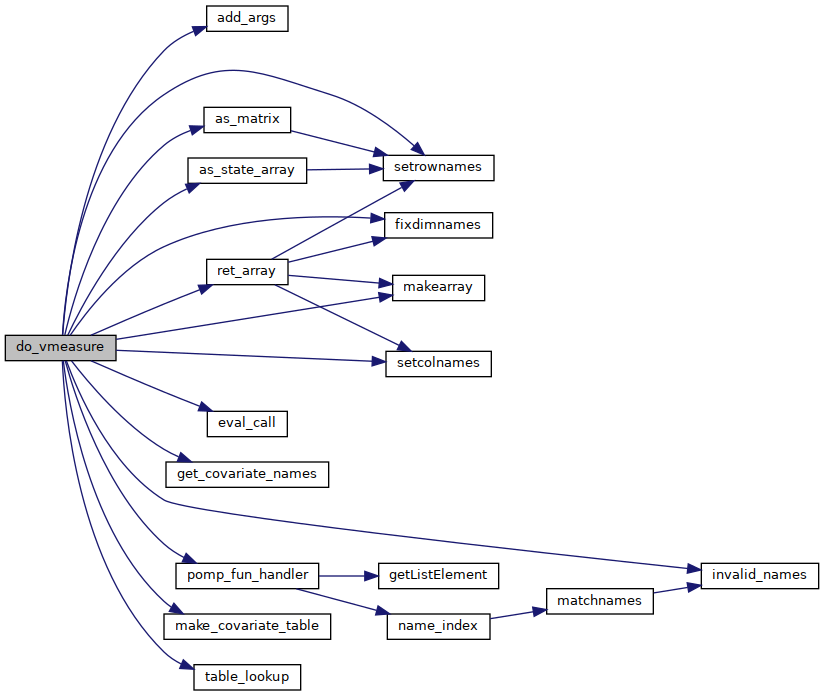 add_args
as_matrix
setrownames
as_state_array
fixdimnames
ret_array
makearray
do_vmeasure
setcolnames
eval_call
get_covariate_names
pomp_fun_handler
getListElement
invalid_names
matchnames
make_covariate_table
name_index
table_lookup